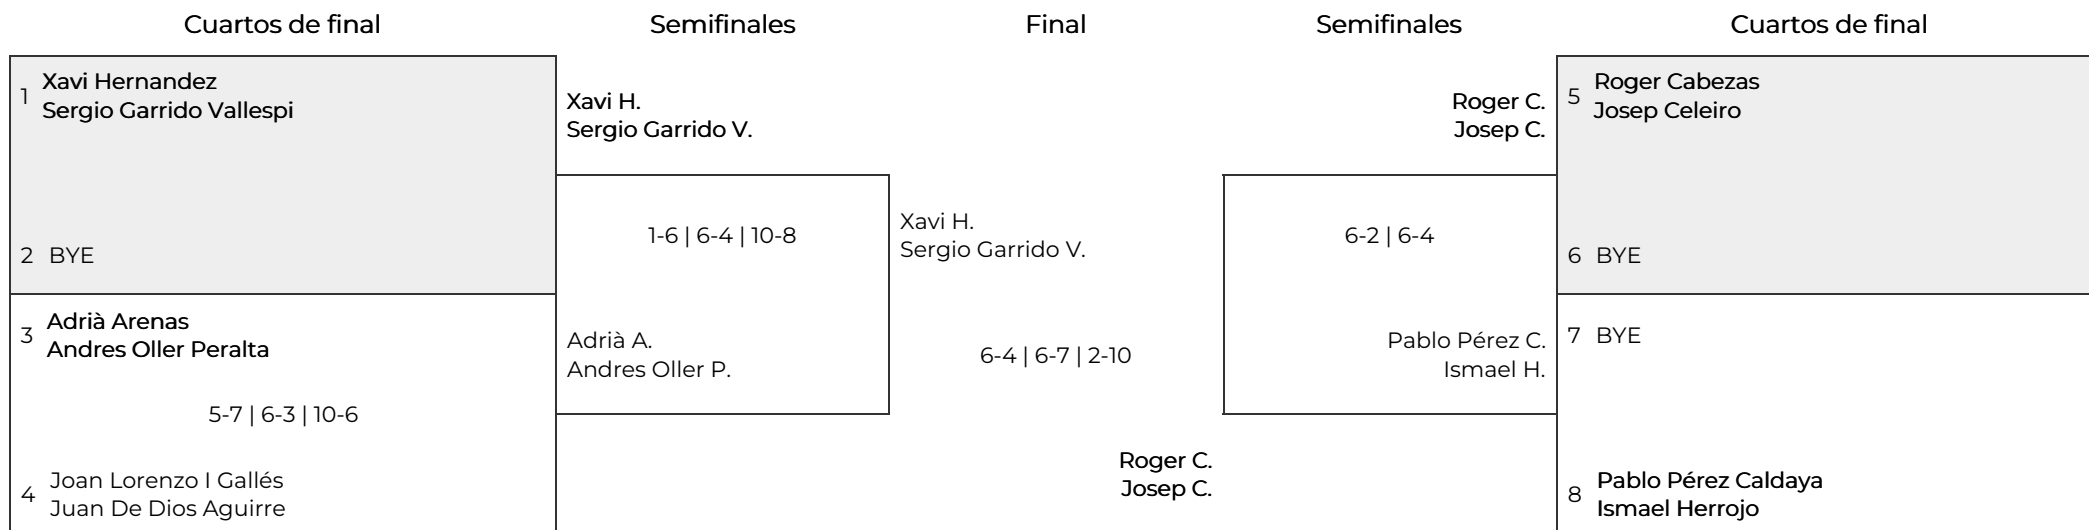 Cuartos de final
Semifinales
Final
Semifinales
Cuartos de final
1
Xavi Hernandez
Sergio Garrido Vallespi
2 BYE
3
Adrià Arenas
Andres Oller Peralta
5-7 | 6-3 | 10-6
4
Joan Lorenzo I Gallés
Juan De Dios Aguirre
Xavi H.
Sergio Garrido V.
1-6 | 6-4 | 10-8
Adrià A.
Andres Oller P.
Xavi H.
Sergio Garrido V.
6-4 | 6-7 | 2-10
Roger C.
Josep C.
Roger C.
Josep C.
6-2 | 6-4
Pablo Pérez C.
Ismael H.
5
Roger Cabezas
Josep Celeiro
6 BYE
7 BYE
8
Pablo Pérez Caldaya
Ismael Herrojo